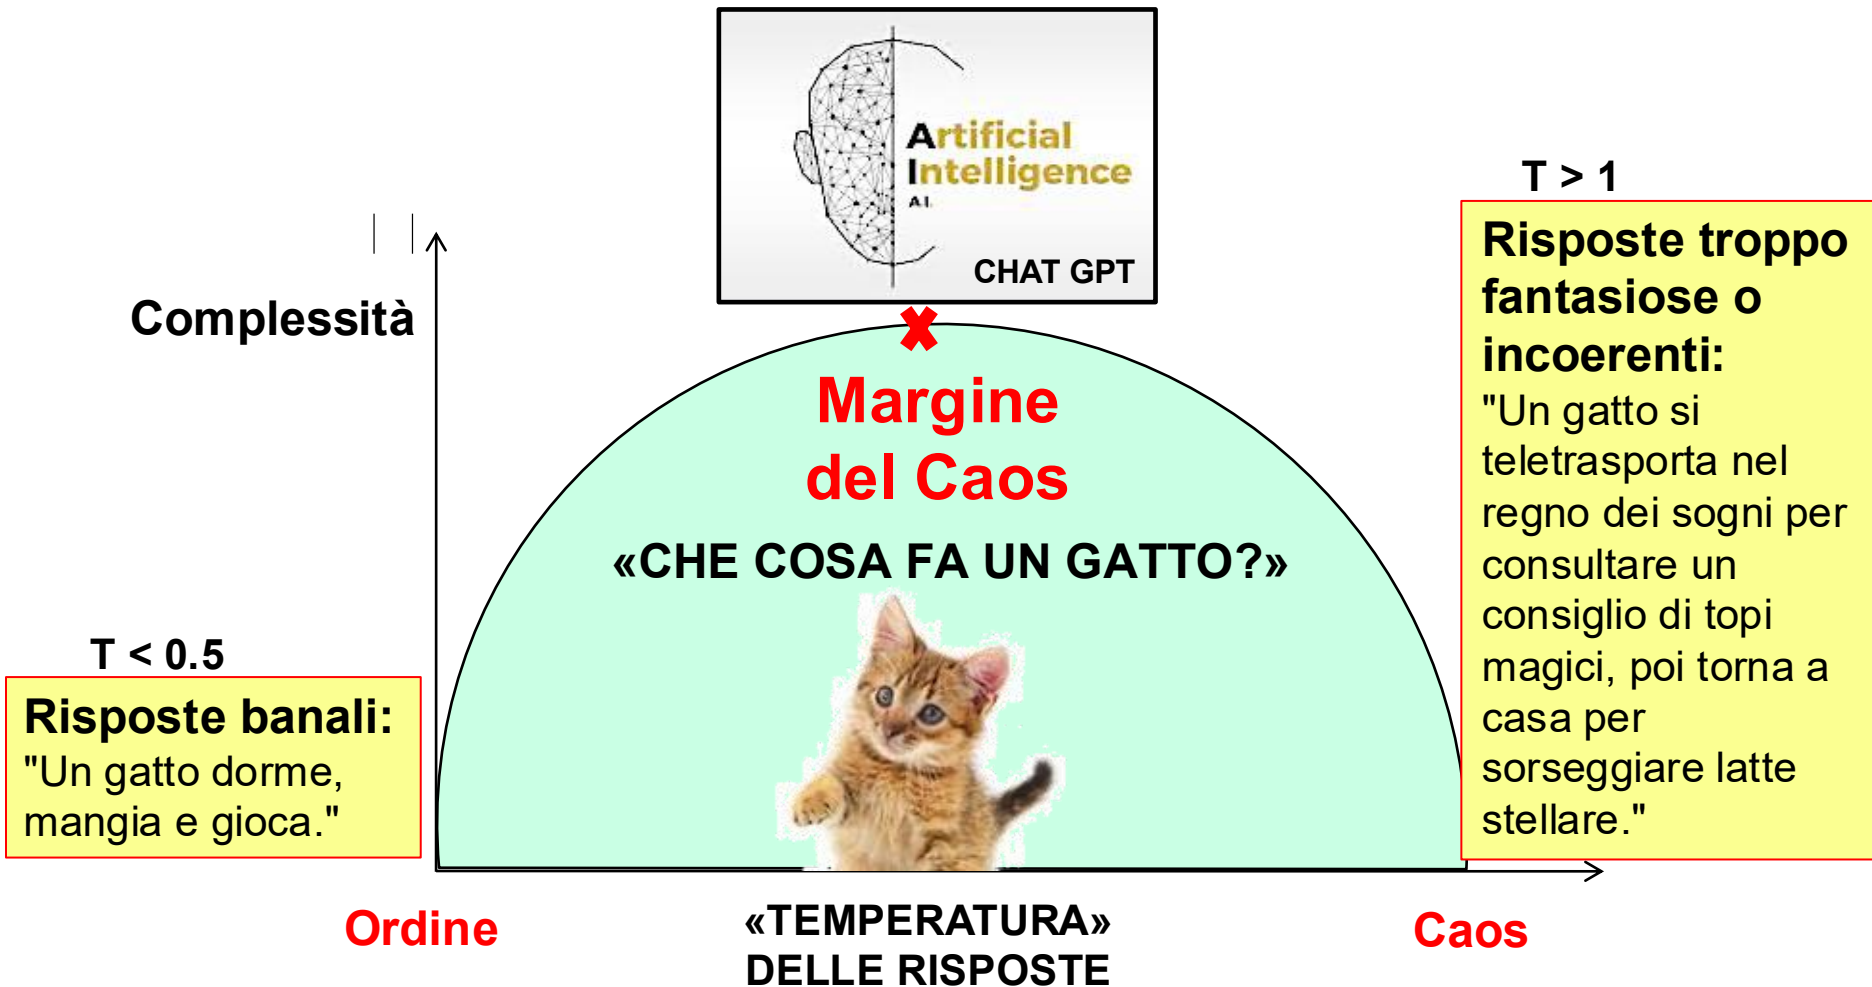 Artificial
Intelligence
A.I.
CHAT GPT
T > 1
Risposte troppo
fantasiose o
incoerenti:
"Un gatto si
teletrasporta nel
regno dei sogni per
consultare un
consiglio di topi
magici, poi torna a
casa per
sorseggiare latte
stellare."
Complessità
Margine
del Caos
«CHE COSA FA UN GATTO?»
T < 0.5
Risposte banali:
"Un gatto dorme,
mangia e gioca."
Ordine
«TEMPERATURA»
DELLE RISPOSTE
Caos